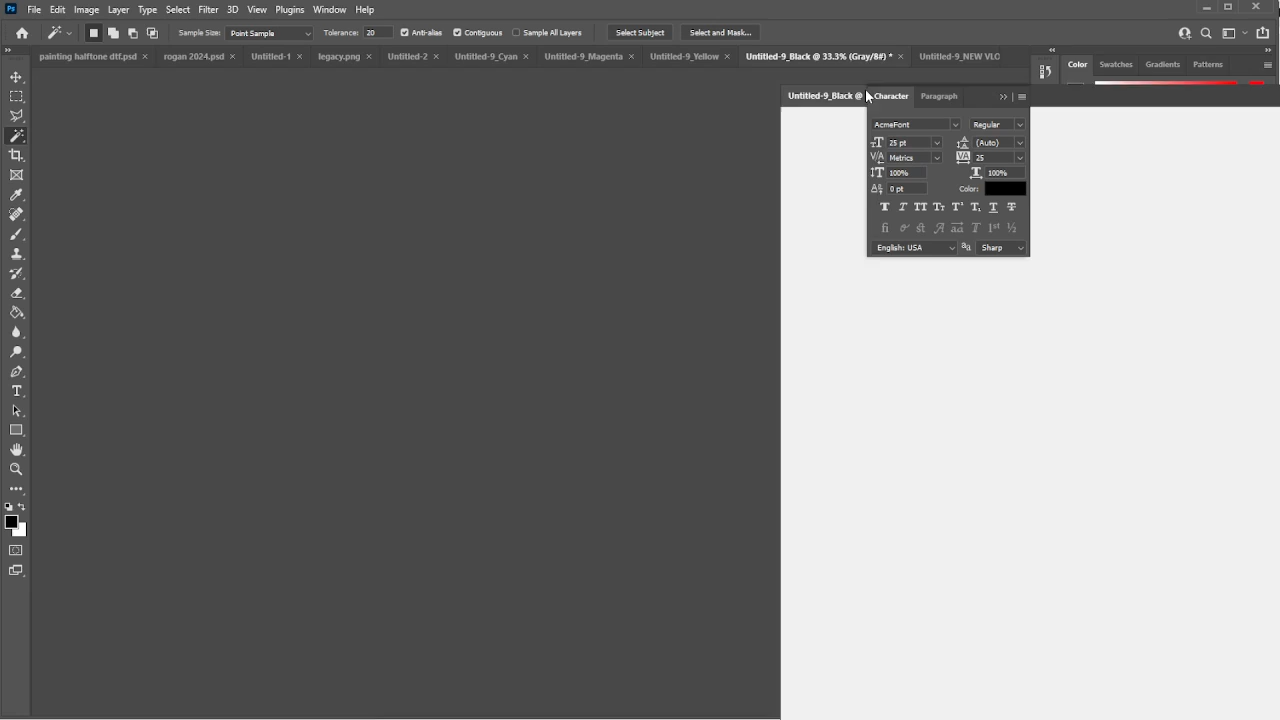 Ps File Edit Image Layer Type Select Filter 3D View Plugins Window Help
Sample Size: Point Sample Tolerance: 20 Anti-alias Contiguous Sample All Layers Select Subject Select and Mask...
painting halftone dtf.psd × rogan 2024.psd × Untitled-1 × legacy.png × Untitled-2 × Untitled-9_Cyan × Untitled-9_Magenta × Untitled-9_Yellow × Untitled-9_Black @ 33.3% (Gray/8#) * × Untitled-9_NEW VLO
Color Swatches Gradients Patterns
Untitled-9_Black @
Character Paragraph
AcmeFont Regular
25 pt (Auto)
Metrics 25
100% 100%
0 pt Color:
English: USA Sharp